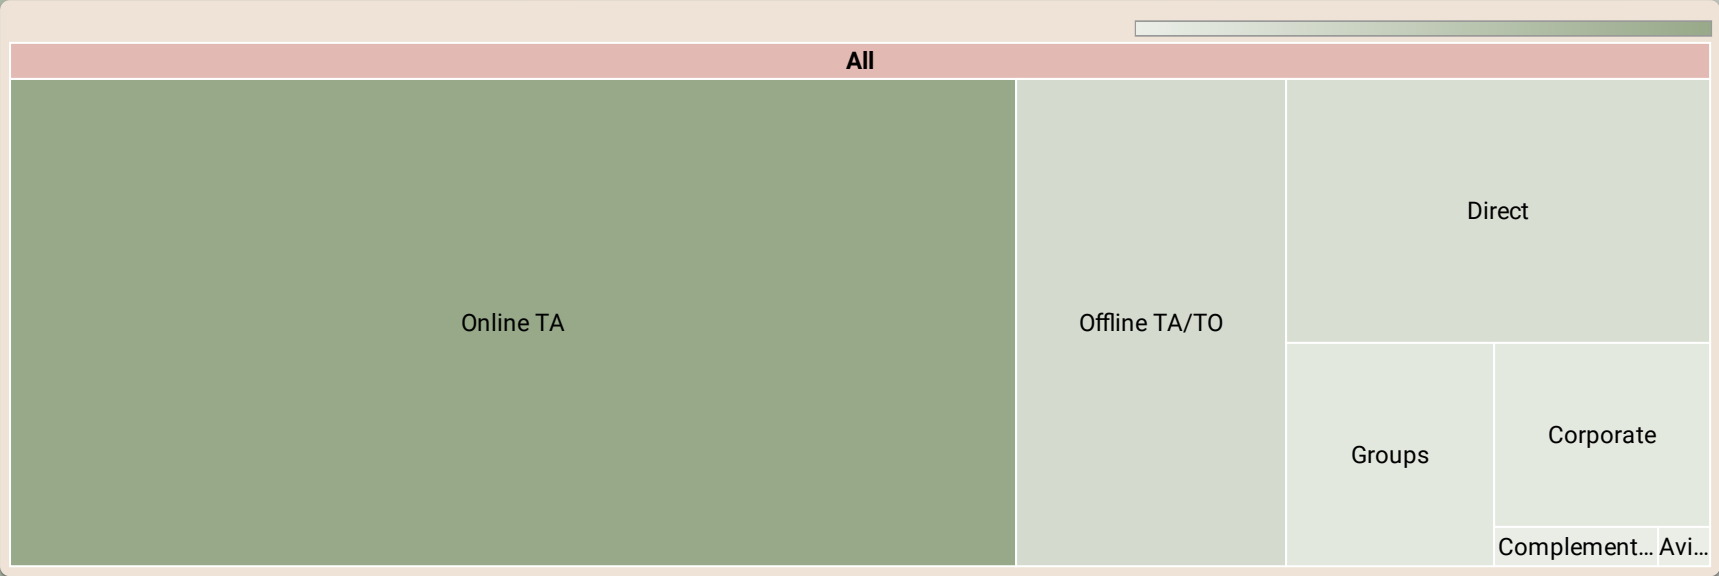 All
Online TA
Offline TA/TO
Direct
Groups
Corporate
Complement...
Avi...